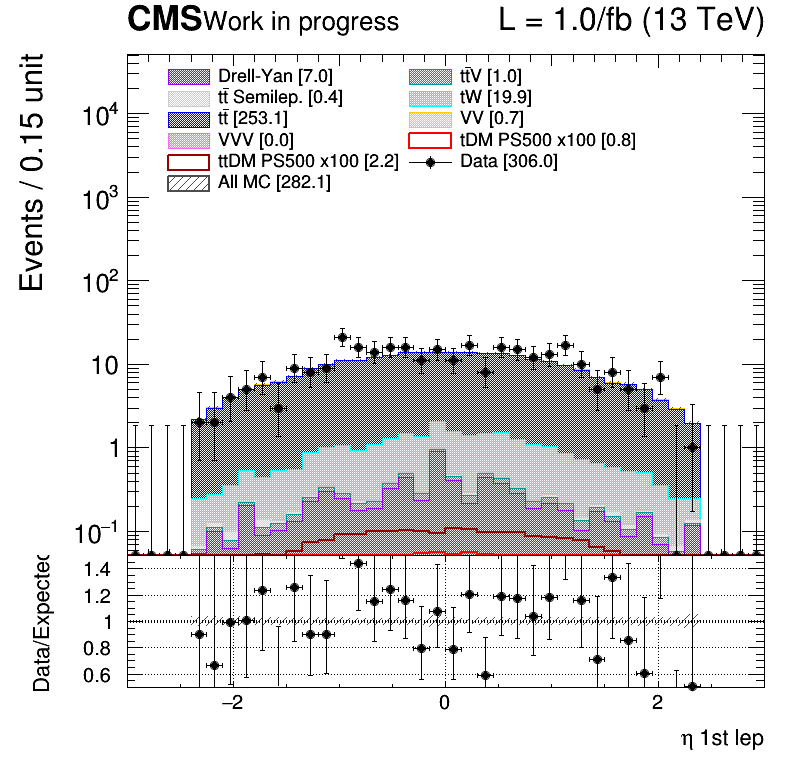 CMS Work in progress L = 1.0/fb (13 TeV)
Events / 0.15 unit
Drell-Yan [7.0] tt̄V [1.0]
tt̄ Semilep. [0.4] tW [19.9]
tt̄ [253.1] VV [0.7]
VVV [0.0] tDM PS500 x100 [0.8]
ttDM PS500 x100 [2.2] Data [306.0]
All MC [282.1]
10⁴
10³
10²
10
1
10⁻¹
Data/Expected
1.4
1.2
1
0.8
0.6
−2 0 2
η 1st lep